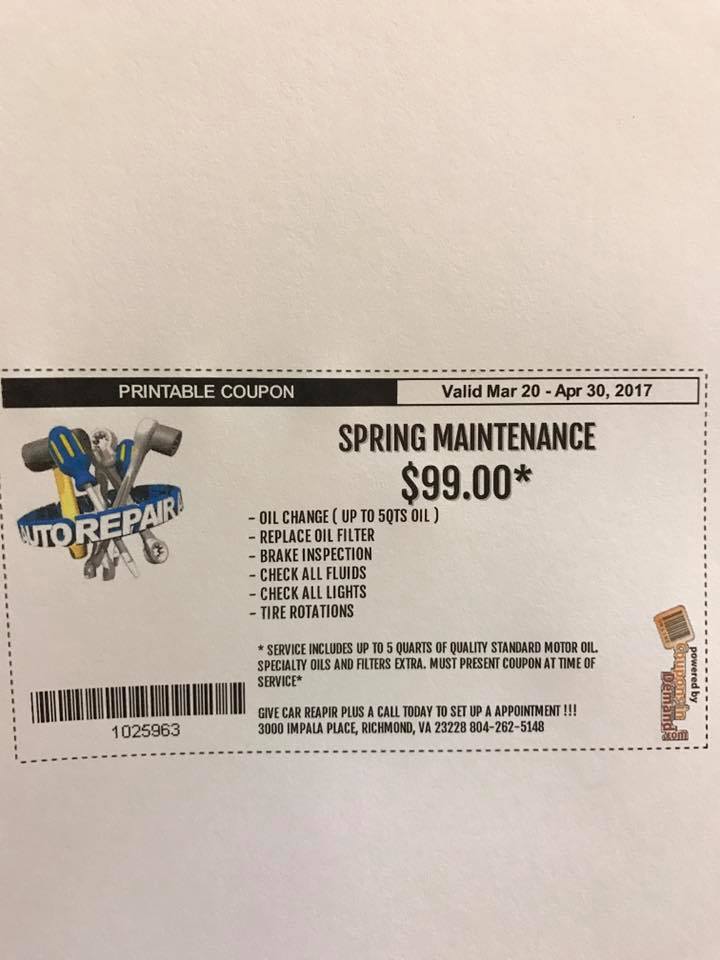 PRINTABLE COUPON
Valid Mar 20 - Apr 30, 2017
SPRING MAINTENANCE
$99.00*
AUTO REPAIR
- OIL CHANGE ( UP TO 5QTS OIL )
- REPLACE OIL FILTER
- BRAKE INSPECTION
- CHECK ALL FLUIDS
- CHECK ALL LIGHTS
- TIRE ROTATIONS
* SERVICE INCLUDES UP TO 5 QUARTS OF QUALITY STANDARD MOTOR OIL.
SPECIALTY OILS AND FILTERS EXTRA. MUST PRESENT COUPON AT TIME OF
SERVICE*
GIVE CAR REAPIR PLUS A CALL TODAY TO SET UP A APPOINTMENT !!!
3000 IMPALA PLACE, RICHMOND, VA 23228 804-262-5148
1025963
powered by
Couponsin
Demand
.com